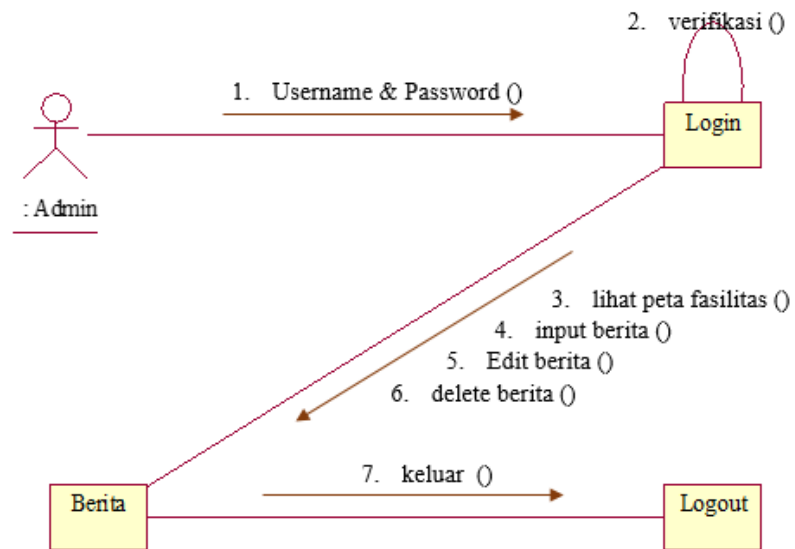 2. verifikasi ()
1. Username & Password ()
Login
: Admin
3. lihat peta fasilitas ()
4. input berita ()
5. Edit berita ()
6. delete berita ()
7. keluar ()
Berita
Logout